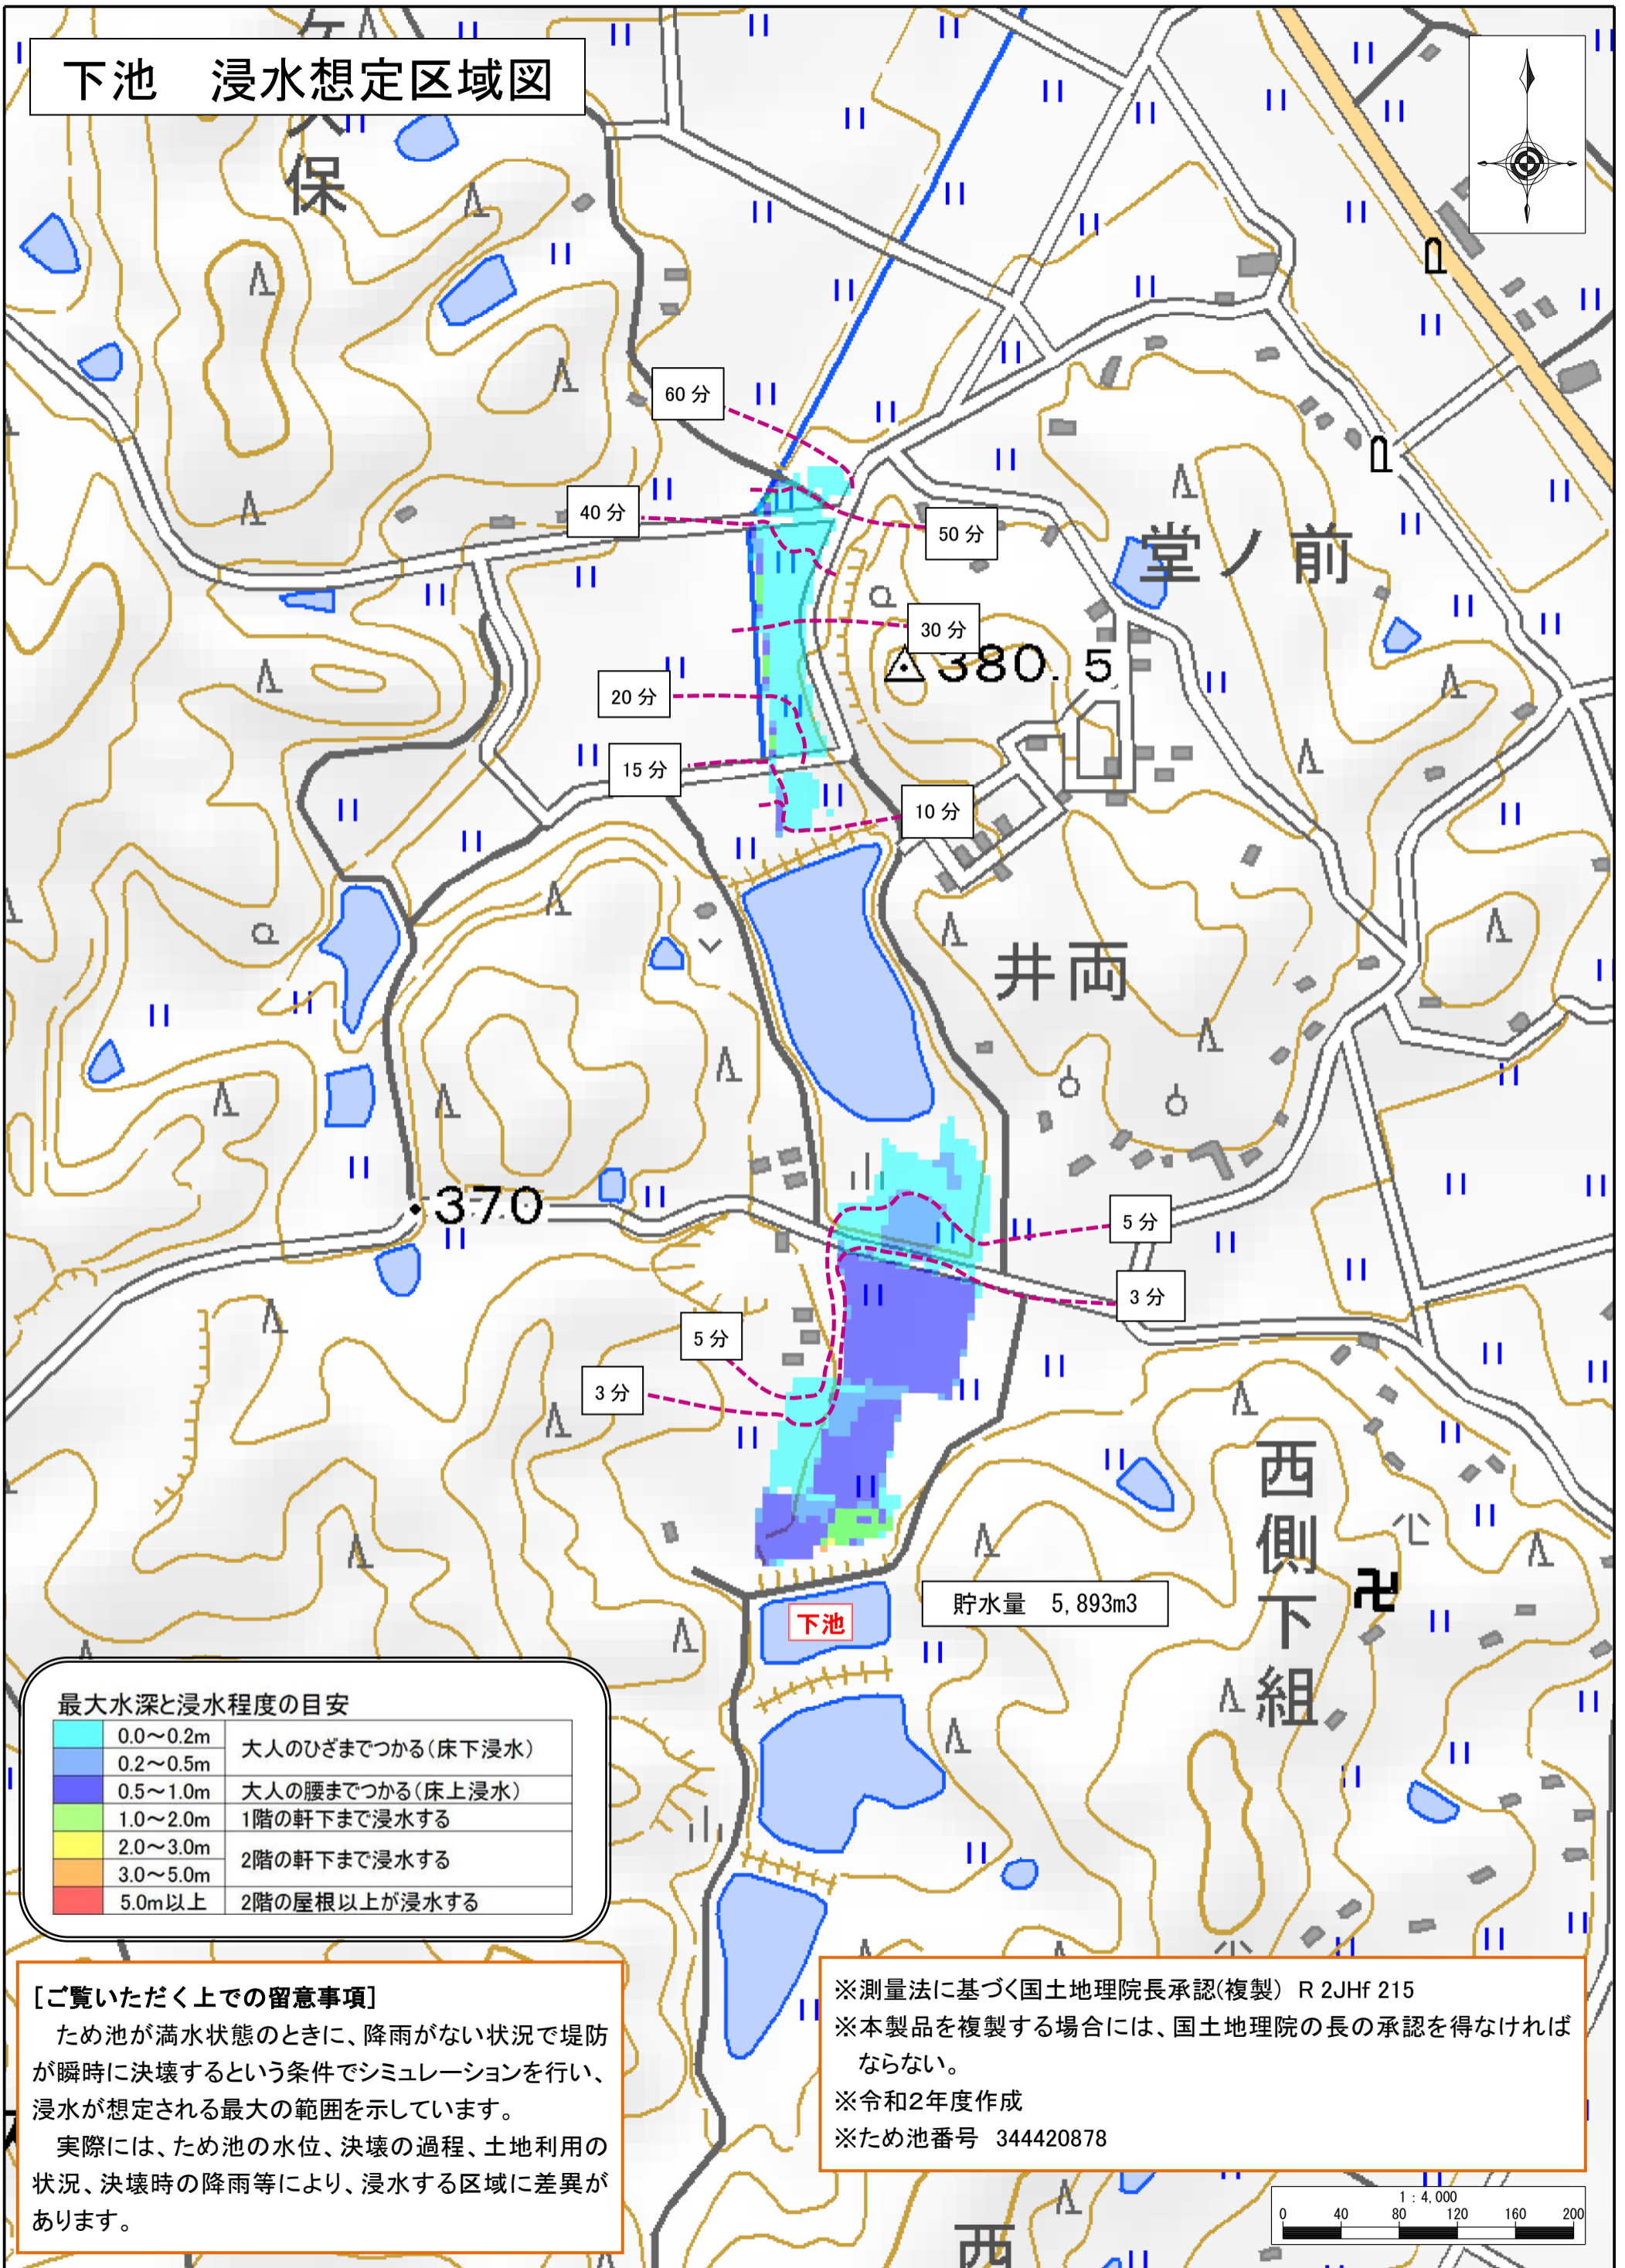 下池　浸水想定区域図
久
保
60 分
40 分
50 分
堂ノ前
30 分
380.5
20 分
15 分
10 分
井両
370
5 分
3 分
5 分
3 分
西側下組
下池
貯水量　5,893m3
最大水深と浸水程度の目安
0.0～0.2m
大人のひざまでつかる（床下浸水）
0.2～0.5m
0.5～1.0m 大人の腰までつかる（床上浸水）
1.0～2.0m 1階の軒下まで浸水する
2.0～3.0m
2階の軒下まで浸水する
3.0～5.0m
5.0m以上 2階の屋根以上が浸水する
［ご覧いただく上での留意事項］
ため池が満水状態のときに、降雨がない状況で堤防
が瞬時に決壊するという条件でシミュレーションを行い、
浸水が想定される最大の範囲を示しています。
実際には、ため池の水位、決壊の過程、土地利用の
状況、決壊時の降雨等により、浸水する区域に差異が
あります。
※測量法に基づく国土地理院長承認(複製)　R 2JHf 215
※本製品を複製する場合には、国土地理院の長の承認を得なければ
ならない。
※令和2年度作成
※ため池番号　344420878
西
1 : 4,000
0 40 80 120 160 200